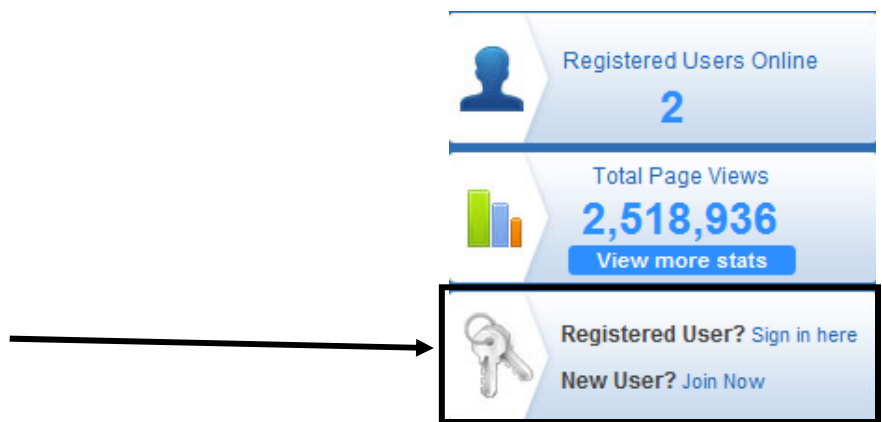 Registered Users Online
2
Total Page Views
2,518,936
View more stats
Registered User? Sign in here
New User? Join Now